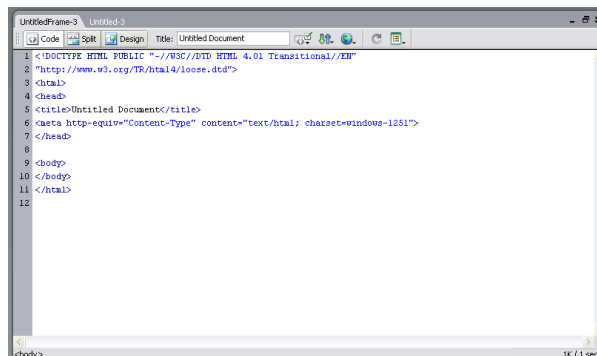 UntitledFrame-3 Untitled-3
Code Split Design Title: Untitled Document
1 <!DOCTYPE HTML PUBLIC "-//W3C//DTD HTML 4.01 Transitional//EN"
2 "http://www.w3.org/TR/html4/loose.dtd">
3 <html>
4 <head>
5 <title>Untitled Document</title>
6 <meta http-equiv="Content-Type" content="text/html; charset=windows-1251">
7 </head>
8
9 <body>
10 </body>
11 </html>
12
<body> 1K / 1 sec